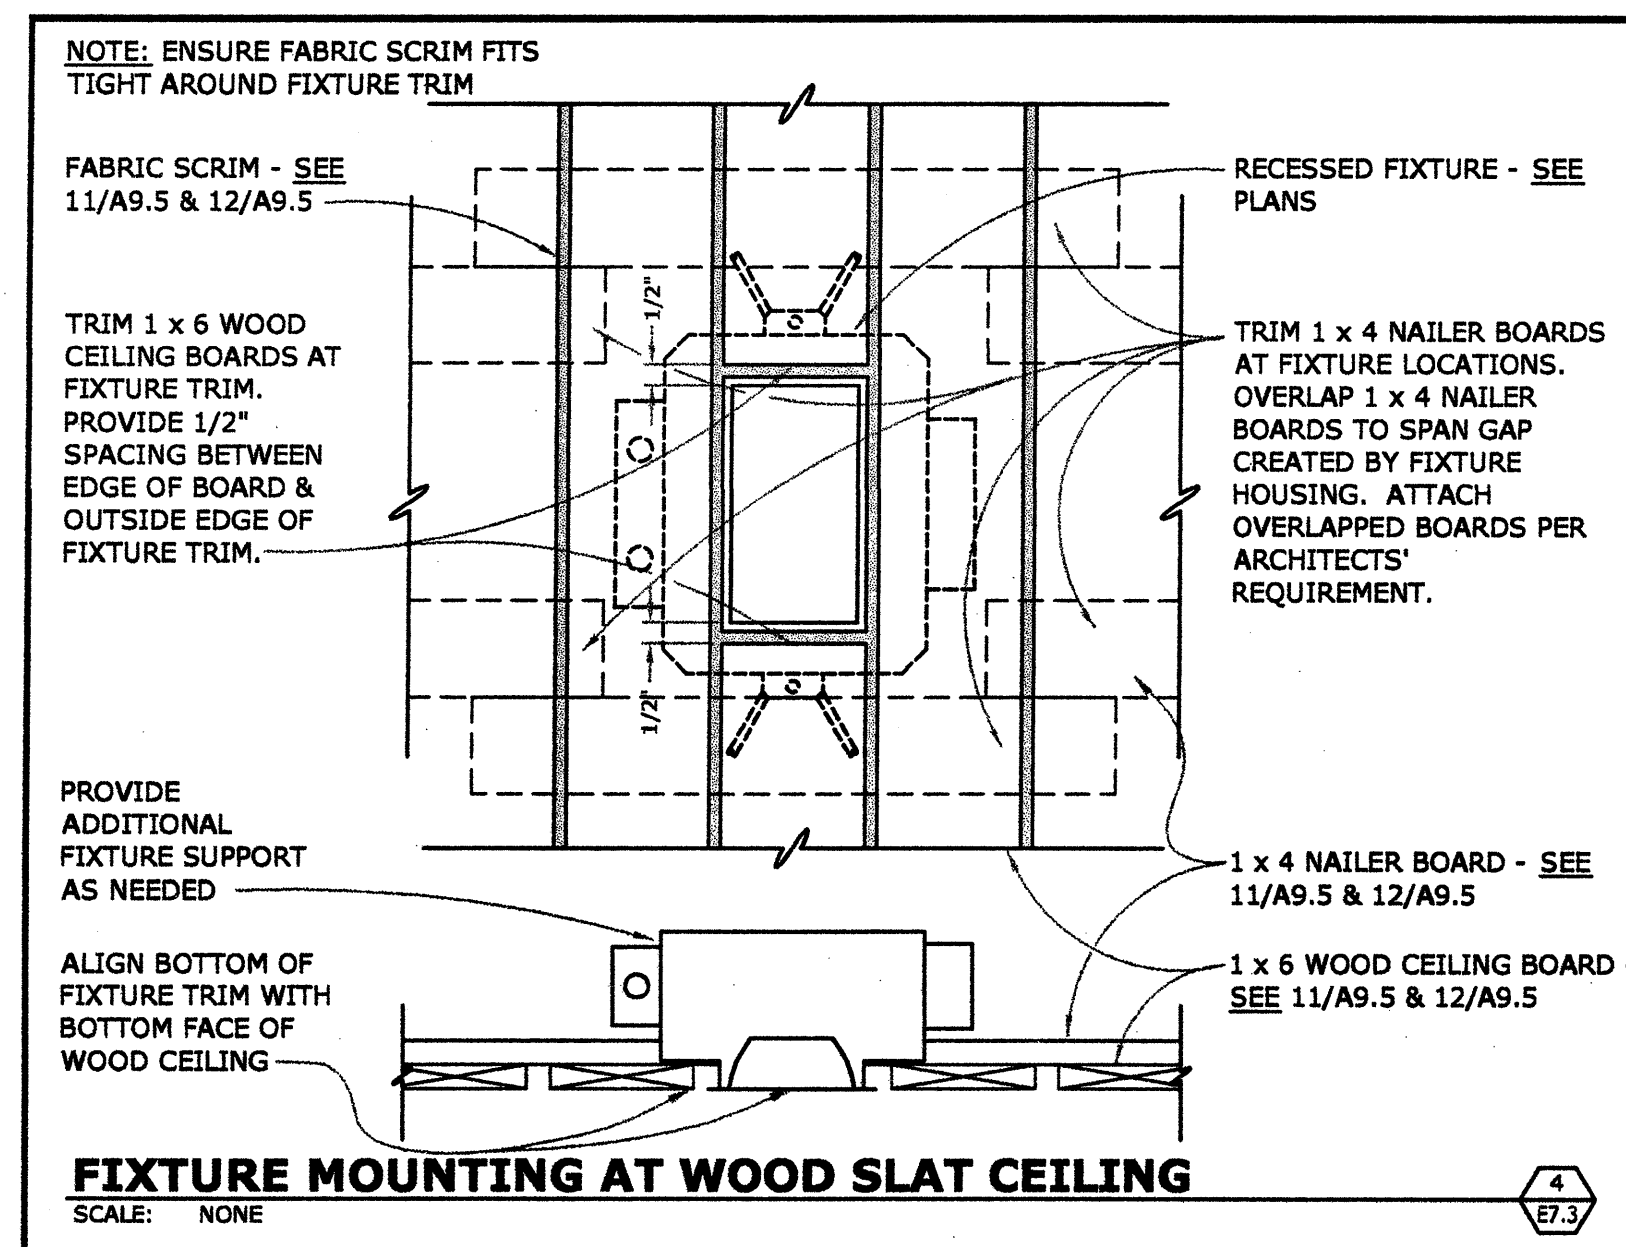 NOTE: ENSURE FABRIC SCRIM FITS
TIGHT AROUND FIXTURE TRIM
FABRIC SCRIM - SEE
11/A9.5 & 12/A9.5
TRIM 1 x 6 WOOD
CEILING BOARDS AT
FIXTURE TRIM.
PROVIDE 1/2"
SPACING BETWEEN
EDGE OF BOARD &
OUTSIDE EDGE OF
FIXTURE TRIM.
PROVIDE
ADDITIONAL
FIXTURE SUPPORT
AS NEEDED
ALIGN BOTTOM OF
FIXTURE TRIM WITH
BOTTOM FACE OF
WOOD CEILING
1/2"
1/2"
RECESSED FIXTURE - SEE
PLANS
TRIM 1 x 4 NAILER BOARDS
AT FIXTURE LOCATIONS.
OVERLAP 1 x 4 NAILER
BOARDS TO SPAN GAP
CREATED BY FIXTURE
HOUSING. ATTACH
OVERLAPPED BOARDS PER
ARCHITECTS'
REQUIREMENT.
1 x 4 NAILER BOARD - SEE
11/A9.5 & 12/A9.5
1 x 6 WOOD CEILING BOARD -
SEE 11/A9.5 & 12/A9.5
FIXTURE MOUNTING AT WOOD SLAT CEILING
SCALE: NONE
4
E7.3